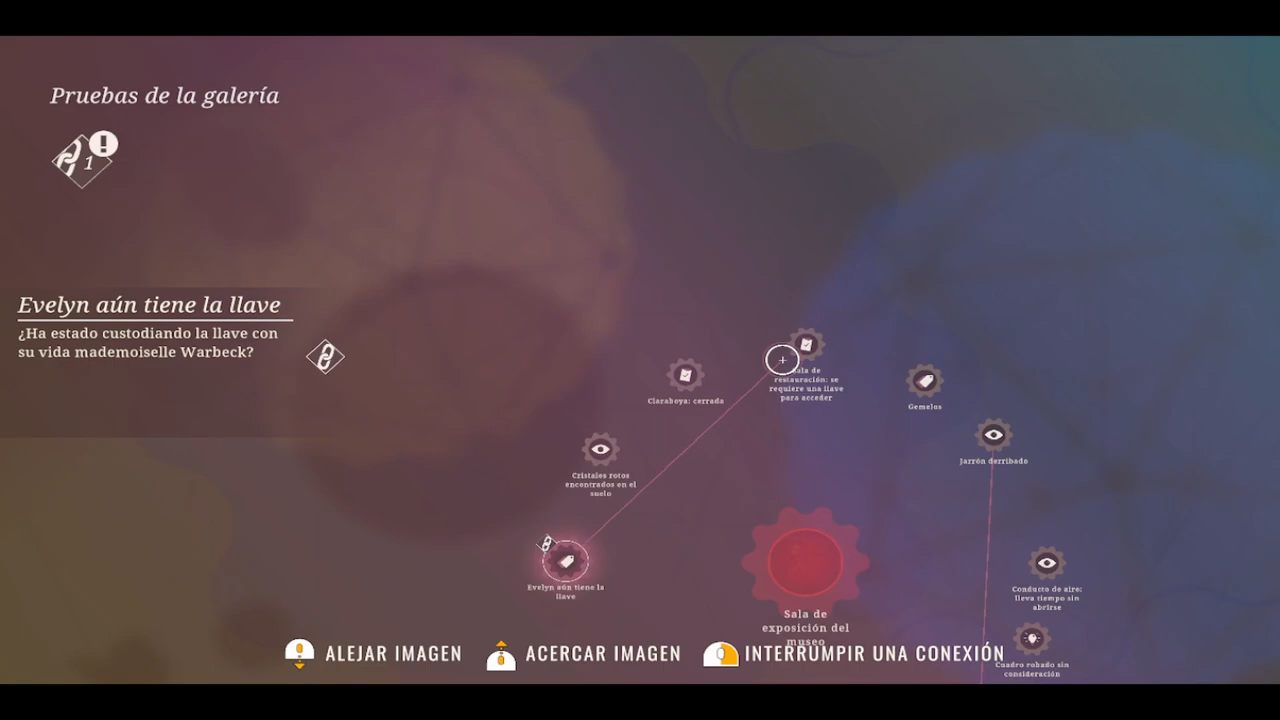 Pruebas de la galería
1
Evelyn aún tiene la llave
¿Ha estado custodiando la llave con
su vida mademoiselle Warbeck?
Sala de
restauración: se
requiere una llave
para acceder
Claraboya: cerrada
Gemelos
Jarrón derribado
Cristales rotos
encontrados en el
suelo
Evelyn aún tiene la
llave
Conducto de aire:
lleva tiempo sin
abrirse
Sala de
exposición del
museo
Cuadro robado sin
consideración
ALEJAR IMAGEN
ACERCAR IMAGEN
INTERRUMPIR UNA CONEXIÓN